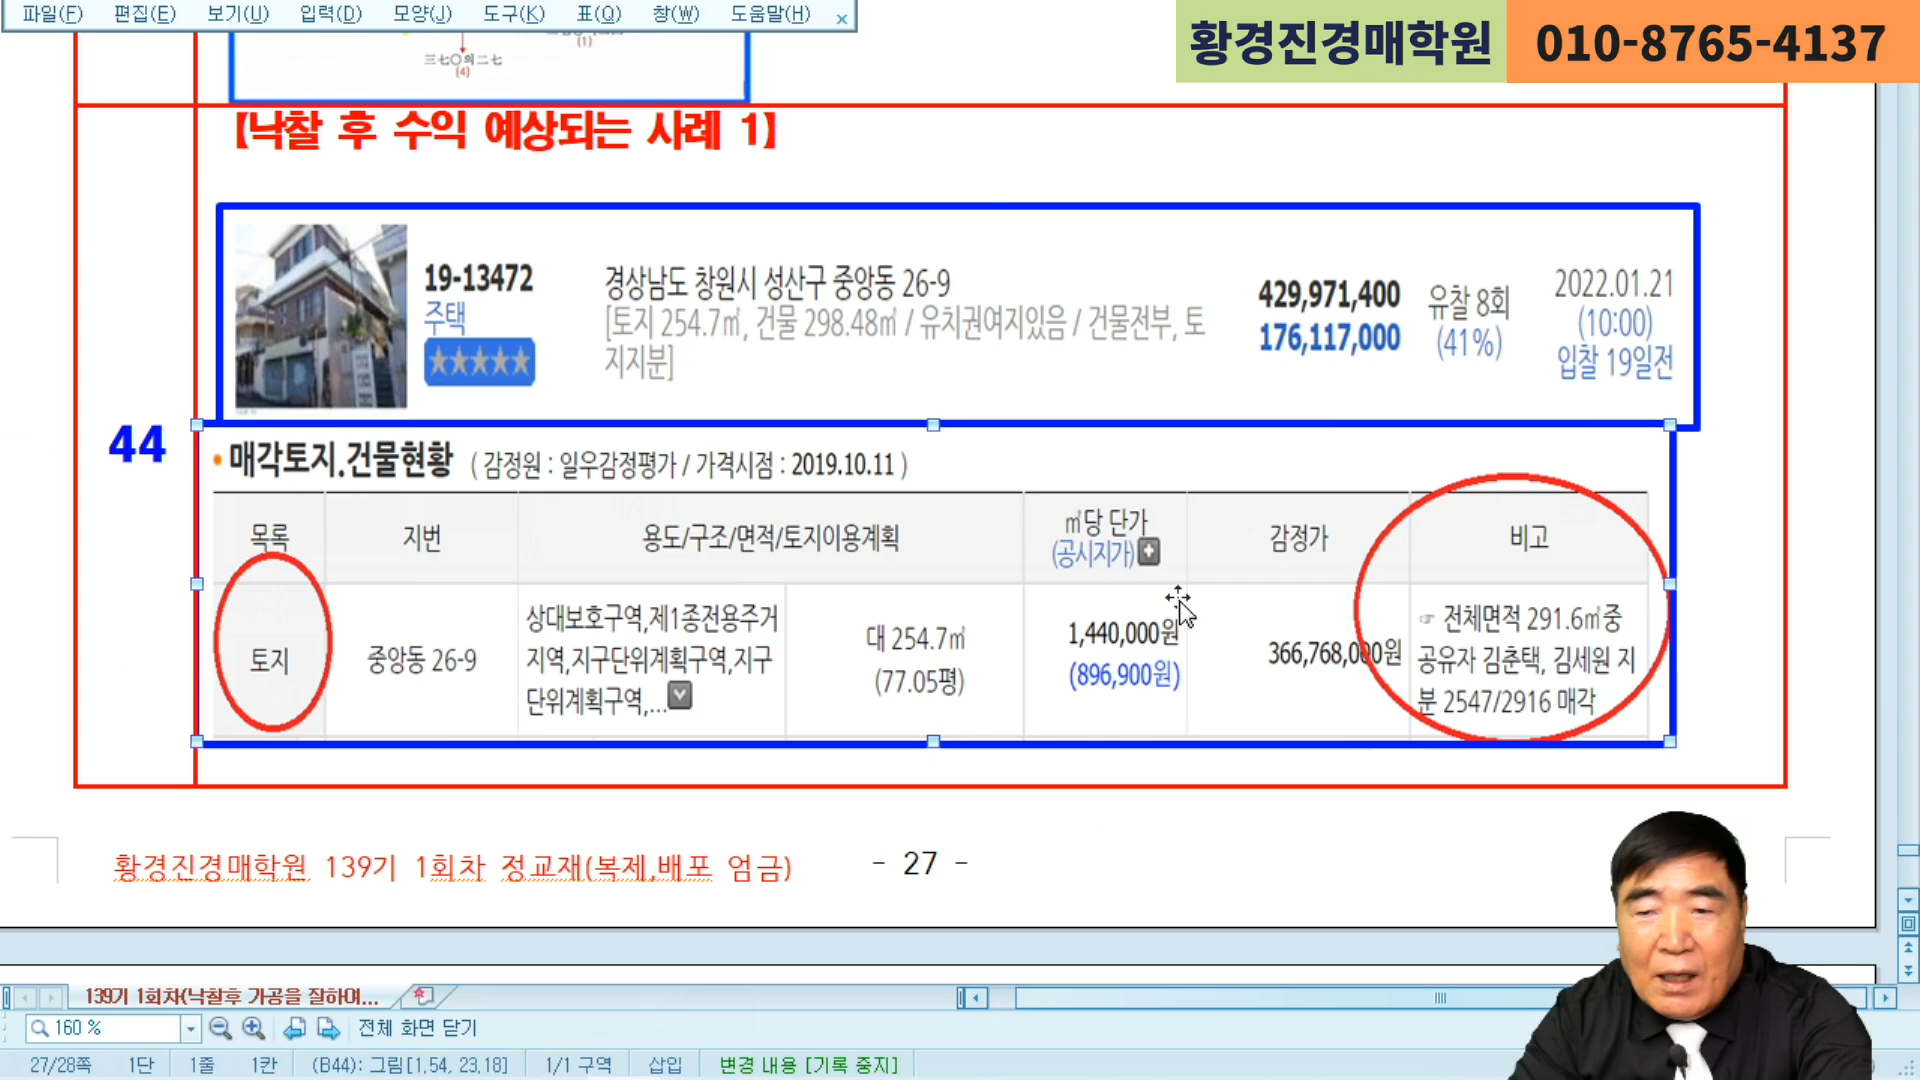 파일(F) 편집(E) 보기(U) 입력(D) 모양(J) 도구(K) 표(Q) 창(W) 도움말(H)
황경진경매학원 010-8765-4137
(1)
三七〇의二七
(4)
【낙찰 후 수익 예상되는 사례 1】
19-13472
주택
★★★★★
경상남도 창원시 성산구 중앙동 26-9
[토지 254.7㎡, 건물 298.48㎡ / 유치권여지있음 / 건물전부, 토
지지분]
429,971,400
176,117,000
유찰 8회
(41%)
2022.01.21
(10:00)
입찰 19일전
44
• 매각토지.건물현황 ( 감정원 : 일우감정평가 / 가격시점 : 2019.10.11 )
목록 지번 용도/구조/면적/토지이용계획 ㎡당 단가 감정가 비고
(공시지가)
토지
중앙동 26-9
상대보호구역,제1종전용주거
지역,지구단위계획구역,지구
단위계획구역,...
대 254.7㎡
(77.05평)
1,440,000원
(896,900원)
366,768,000원
☞ 전체면적 291.6㎡중
공유자 김춘택, 김세원 지
분 2547/2916 매각
황경진경매학원 139기 1회차 정교재(복제,배포 엄금) - 27 -
139기 1회차(낙찰후 가공을 잘하여...
160 % 전체 화면 닫기
27/28쪽 1단 1줄 1칸 (B44): 그림[1,54, 23,18] 1/1 구역 삽입 변경 내용 [기록 중지]